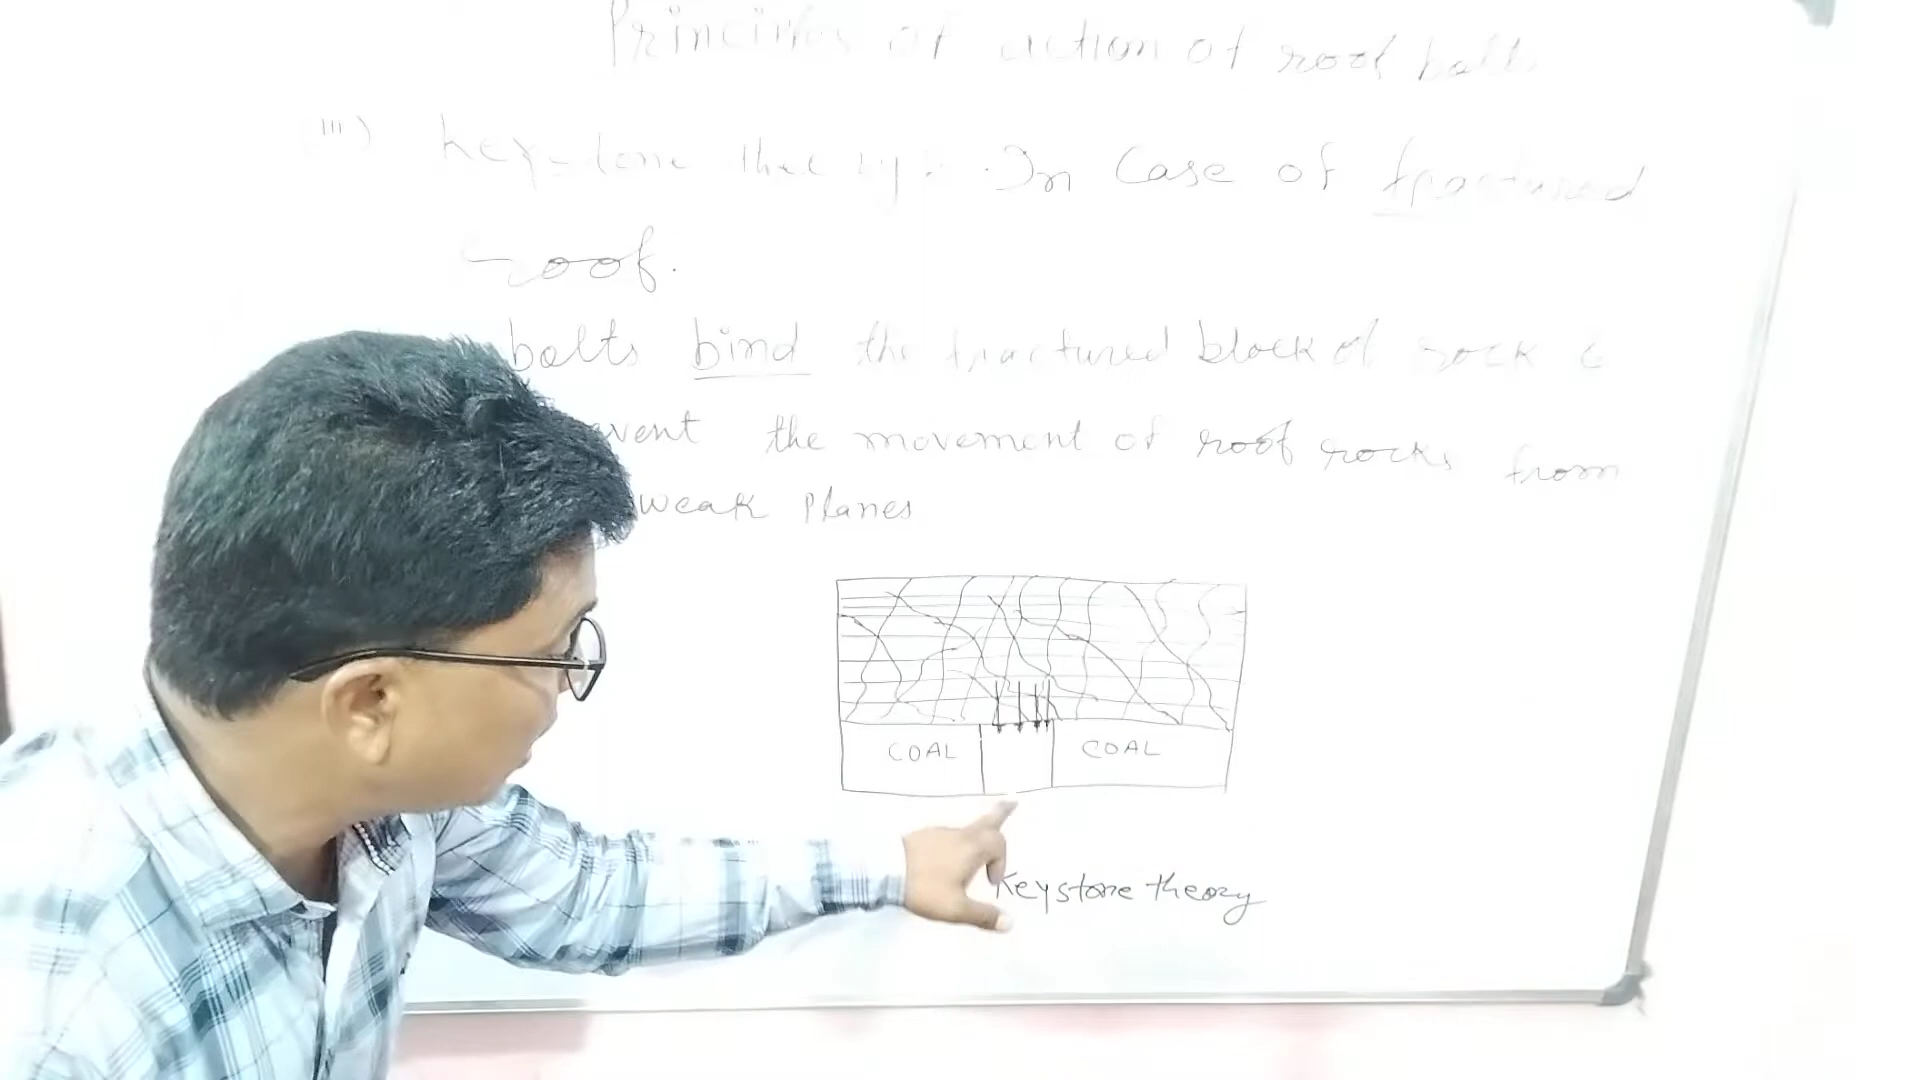 Principles of action of roof bolts
(iii) Keystone theory :- In Case of fractured
roof.
bolts bind the fractured block of rock &
event the movement of roof rocks from
weak planes
COAL COAL
Keystone theory